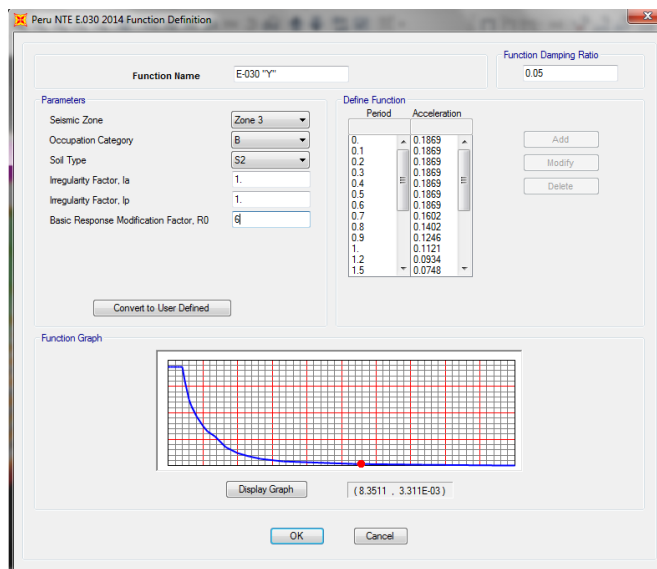 Peru NTE E.030 2014 Function Definition
Function Damping Ratio
Function Name E-030 "Y" 0.05
Parameters Define Function
Period Acceleration
Seismic Zone Zone 3
Occupation Category B
Soil Type S2
Irregularity Factor, Ia 1.
Irregularity Factor, Ip 1.
Basic Response Modification Factor, R0 6
0. 0.1869
0.1 0.1869
0.2 0.1869
0.3 0.1869
0.4 0.1869
0.5 0.1869
0.6 0.1869
0.7 0.1602
0.8 0.1402
0.9 0.1246
1. 0.1121
1.2 0.0934
1.5 0.0748
Add
Modify
Delete
Convert to User Defined
Function Graph
Display Graph (8.3511 , 3.311E-03 )
OK Cancel